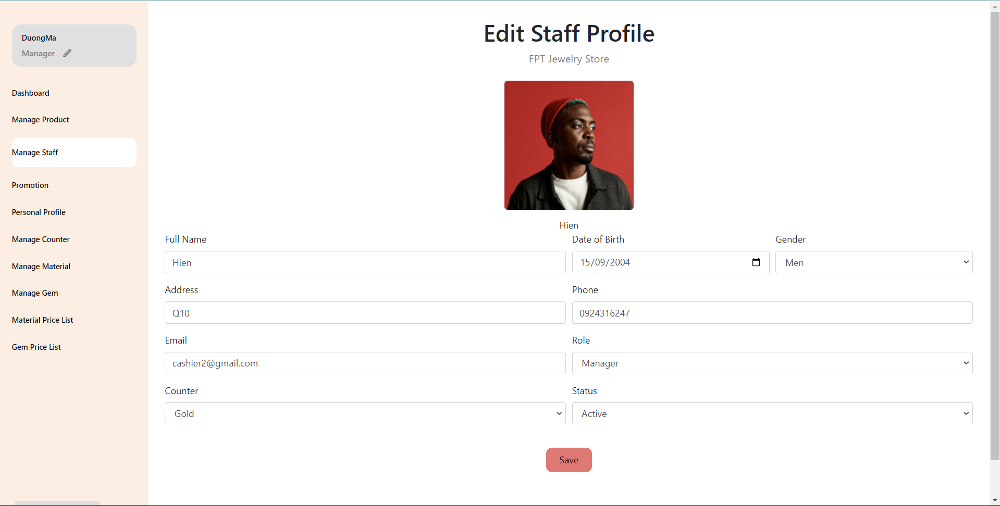 DuongMa
Manager
Dashboard
Manage Product
Manage Staff
Promotion
Personal Profile
Manage Counter
Manage Material
Manage Gem
Material Price List
Gem Price List
Edit Staff Profile
FPT Jewelry Store
Hien
Full Name
Date of Birth
Gender
Hien
15/09/2004
Men
Address
Phone
Q10
0924316247
Email
Role
cashier2@gmail.com
Manager
Counter
Status
Gold
Active
Save